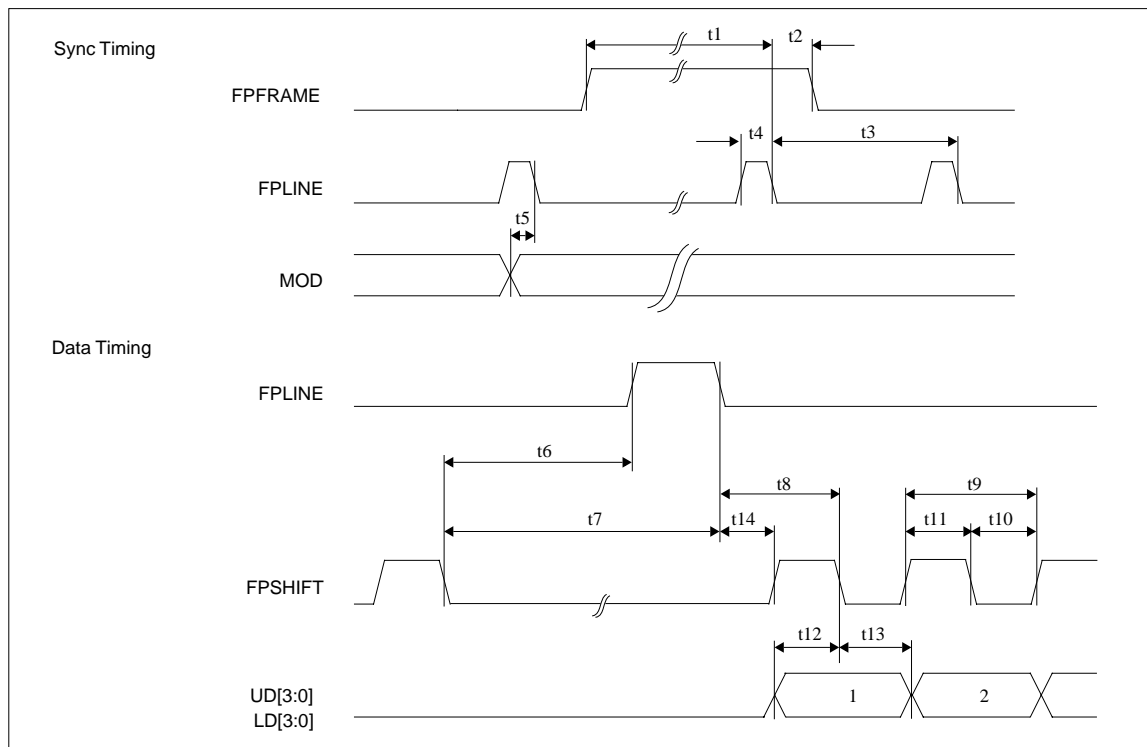 Sync Timing
t1
t2
FPFRAME
t4
t3
FPLINE
t5
MOD
Data Timing
FPLINE
t6
t8
t9
t7
t14
t11
t10
FPSHIFT
t12
t13
UD[3:0]
1
2
LD[3:0]